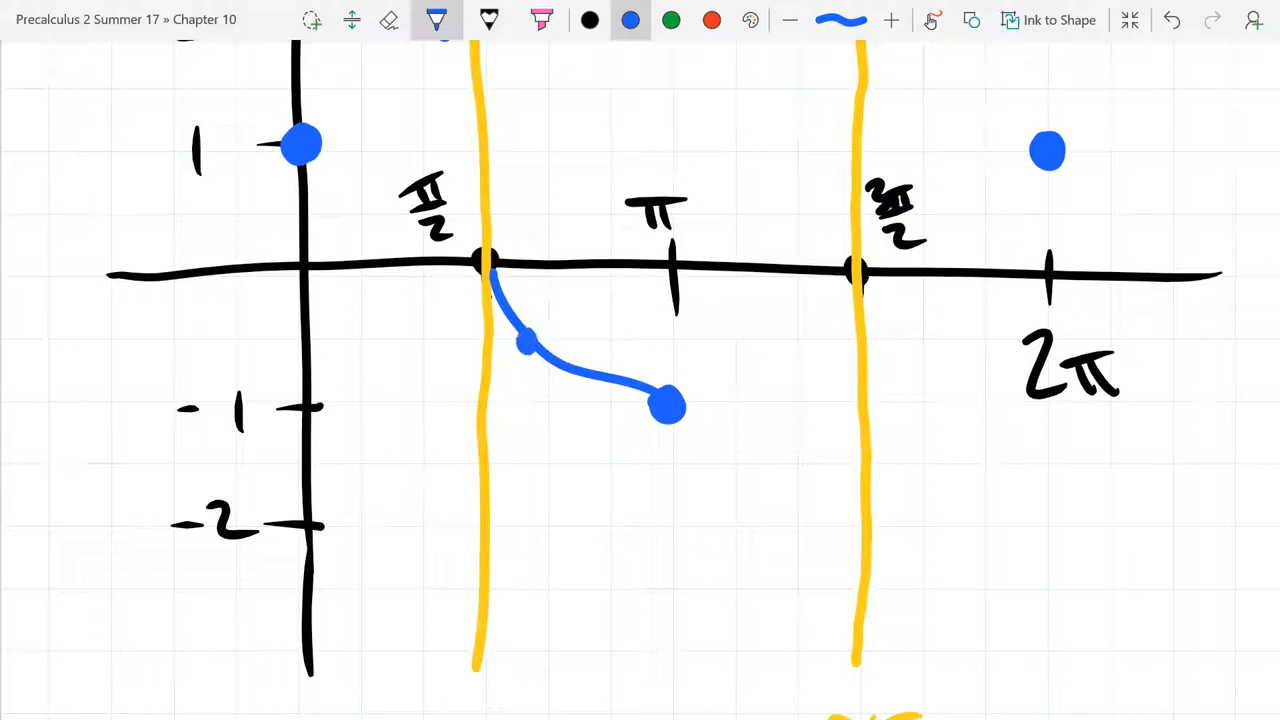 Precalculus 2 Summer 17 » Chapter 10
Ink to Shape
1
π/2
π
3π/2
2π
-1
-2